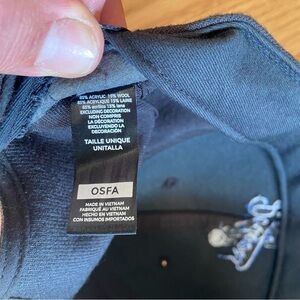 85% ACRYLIC 15% WOOL
85% ACRYLIQUE 15% LAINE
85% acrílico 15% lana
EXCLUDING DECORATION
NON COMPRIS
LA DÉCORATION
EXCLUYENDO LA
DECORACIÓN
TAILLE UNIQUE
UNITALLA
OSFA
MADE IN VIETNAM
FABRIQUÉ AU VIETNAM
HECHO EN VIETNAM
CON INSUMOS IMPORTADOS